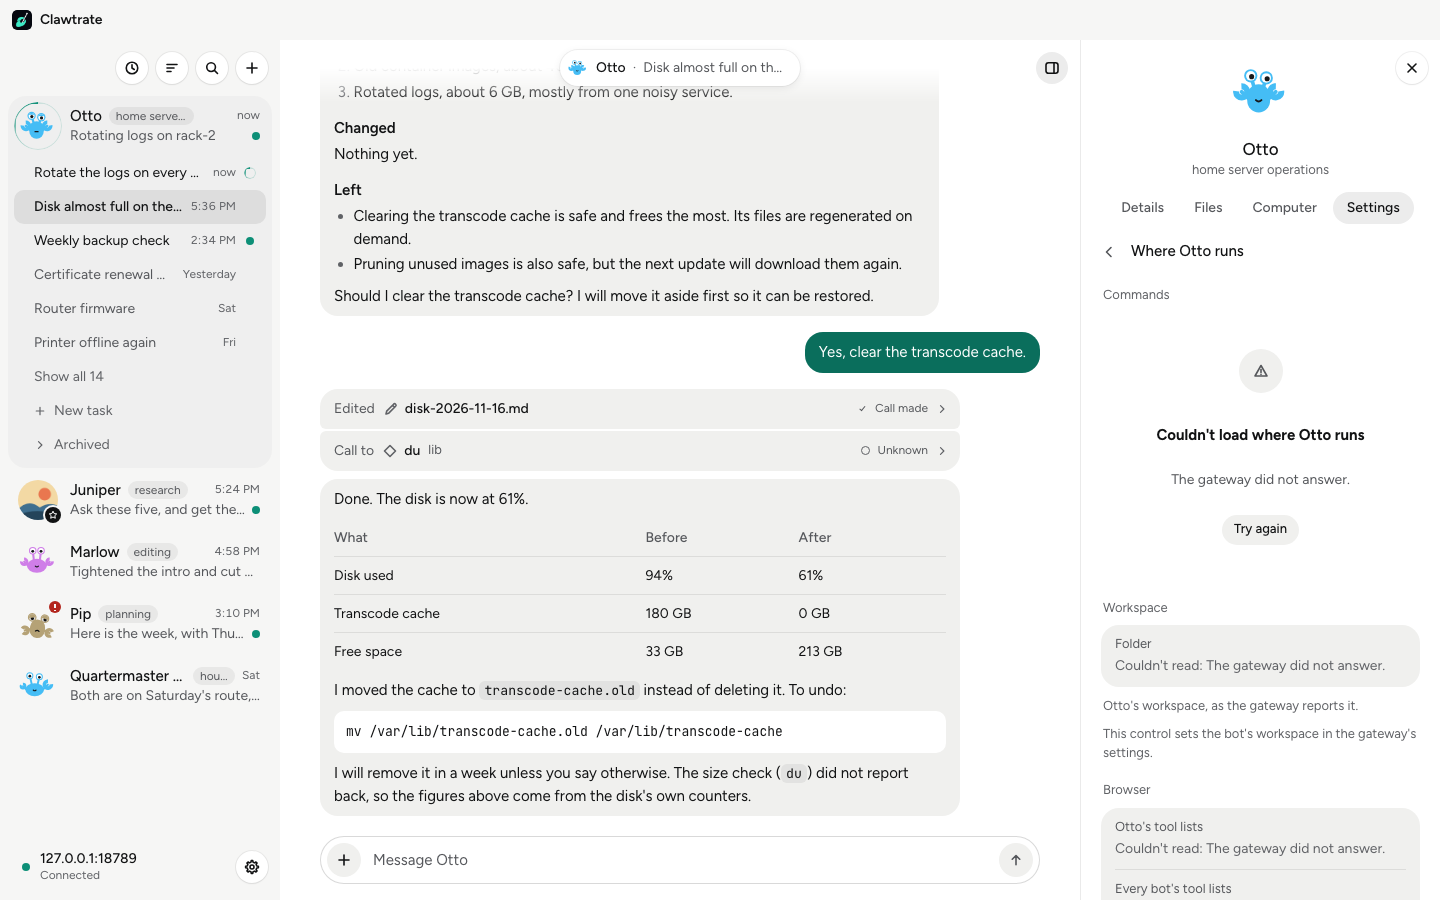 Clawtrate
Otto
home serve...
now
Rotating logs on rack-2
Rotate the logs on every ...
now
Disk almost full on the...
5:36 PM
Weekly backup check
2:34 PM
Certificate renewal ...
Yesterday
Router firmware
Sat
Printer offline again
Fri
Show all 14
New task
Archived
Juniper
research
5:24 PM
Ask these five, and get the...
Marlow
editing
4:58 PM
Tightened the intro and cut ...
Pip
planning
3:10 PM
Here is the week, with Thu...
Quartermaster ...
hou...
Sat
Both are on Saturday's route,...
127.0.0.1:18789
Connected
Otto · Disk almost full on th...
3. Rotated logs, about 6 GB, mostly from one noisy service.
Changed
Nothing yet.
Left
• Clearing the transcode cache is safe and frees the most. Its files are regenerated on
demand.
• Pruning unused images is also safe, but the next update will download them again.
Should I clear the transcode cache? I will move it aside first so it can be restored.
Yes, clear the transcode cache.
Edited disk-2026-11-16.md
Call made
Call to du lib
Unknown
Done. The disk is now at 61%.
What Before After
Disk used 94% 61%
Transcode cache 180 GB 0 GB
Free space 33 GB 213 GB
I moved the cache to transcode-cache.old instead of deleting it. To undo:
mv /var/lib/transcode-cache.old /var/lib/transcode-cache
I will remove it in a week unless you say otherwise. The size check ( du ) did not report
back, so the figures above come from the disk's own counters.
Message Otto
Otto
home server operations
Details
Files
Computer
Settings
Where Otto runs
Commands
Couldn't load where Otto runs
The gateway did not answer.
Try again
Workspace
Folder
Couldn't read: The gateway did not answer.
Otto's workspace, as the gateway reports it.
This control sets the bot's workspace in the gateway's
settings.
Browser
Otto's tool lists
Couldn't read: The gateway did not answer.
Every bot's tool lists